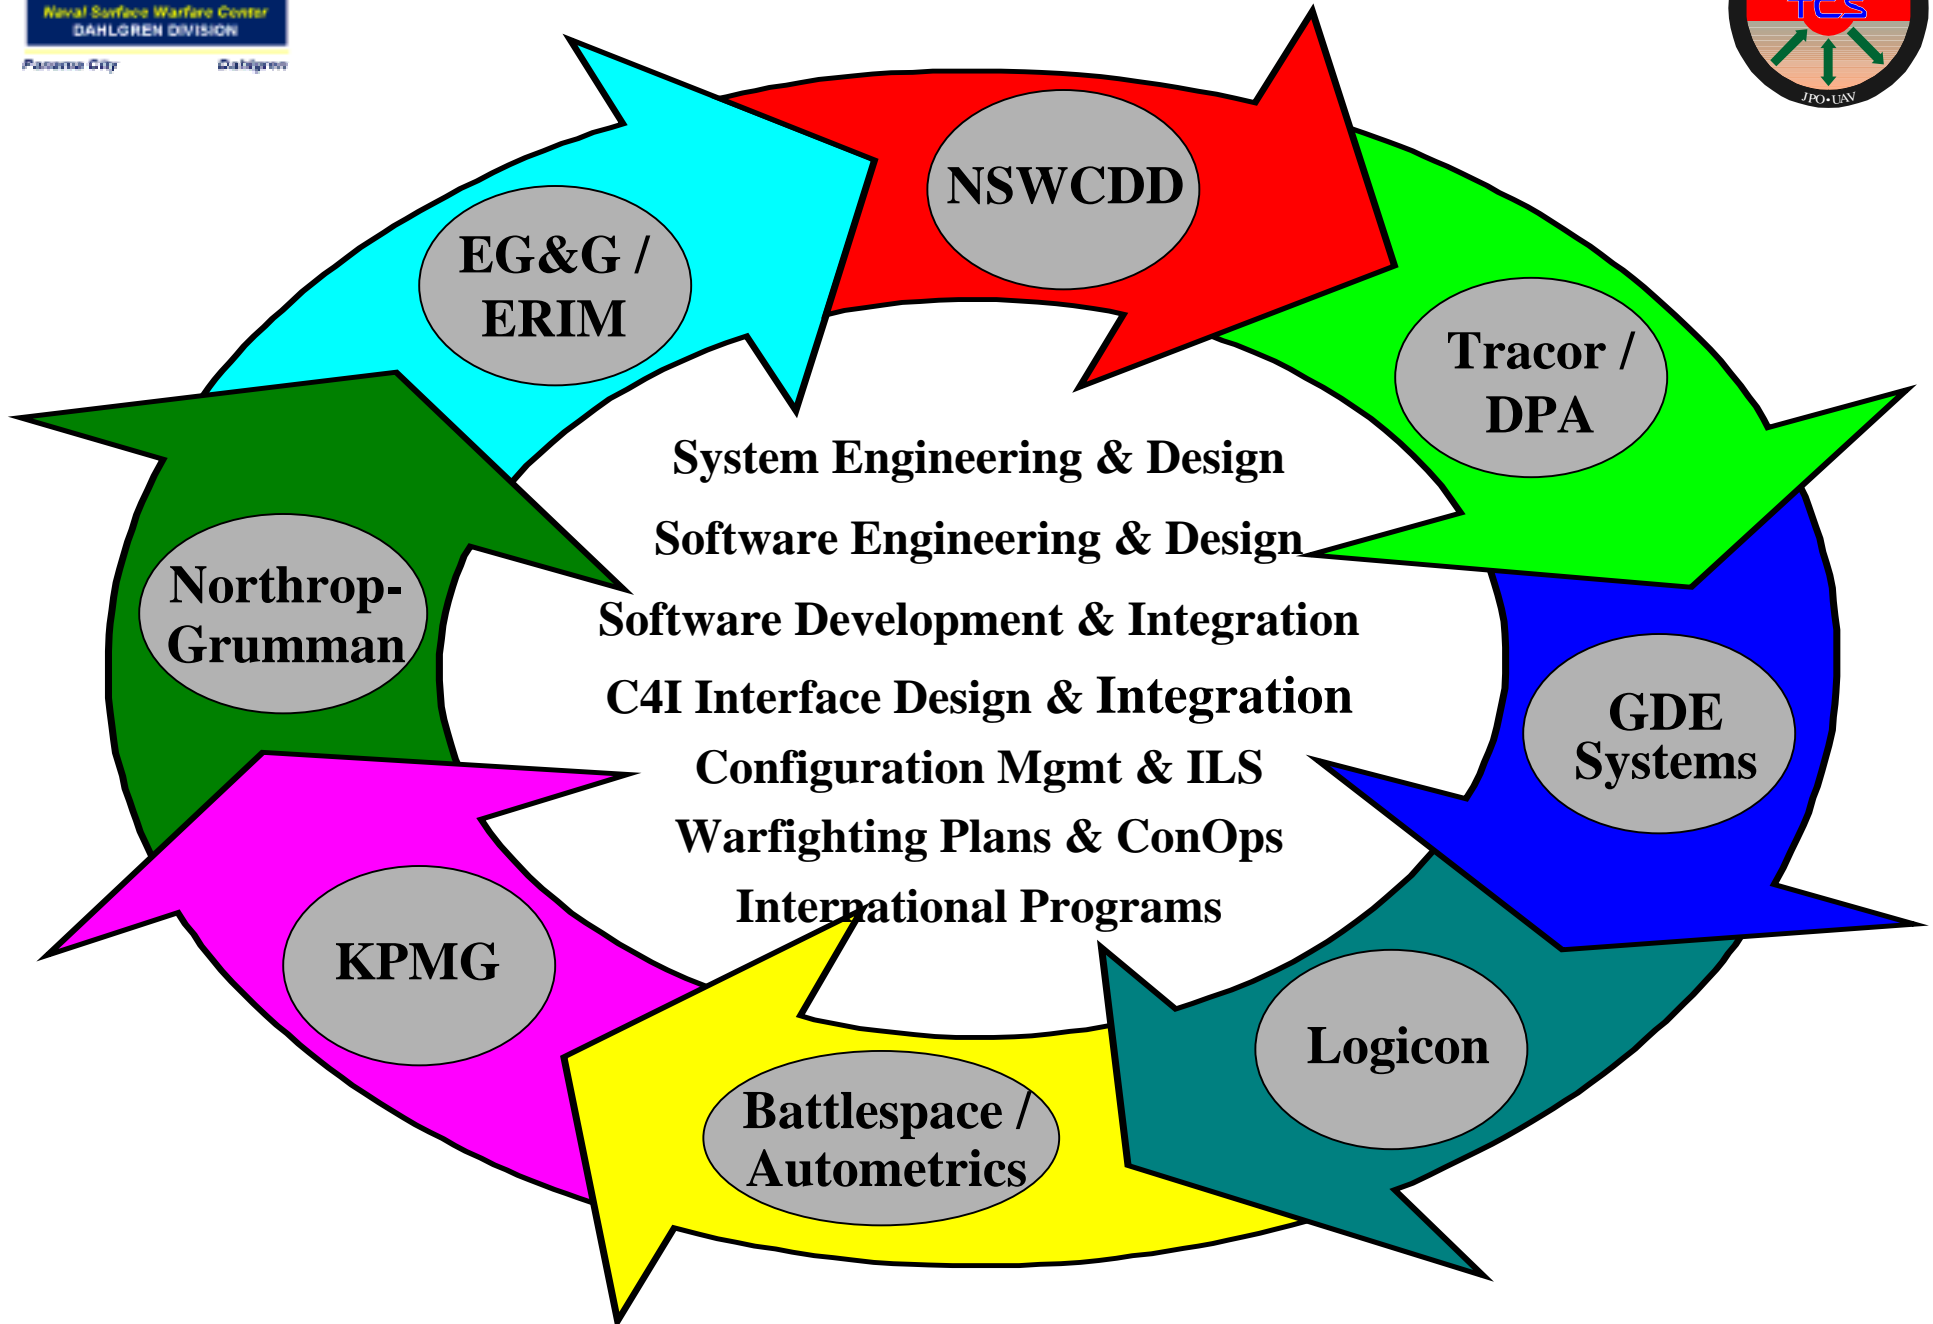 Naval Surface Warfare Center
DAHLGREN DIVISION
Panama City Dahlgren
TCS
JPO•UAV
NSWCDD
EG&G /
ERIM
Tracor /
DPA
System Engineering & Design
Software Engineering & Design
Software Development & Integration
C4I Interface Design & Integration
Configuration Mgmt & ILS
Warfighting Plans & ConOps
International Programs
Northrop-
Grumman
GDE
Systems
KPMG
Logicon
Battlespace /
Autometrics